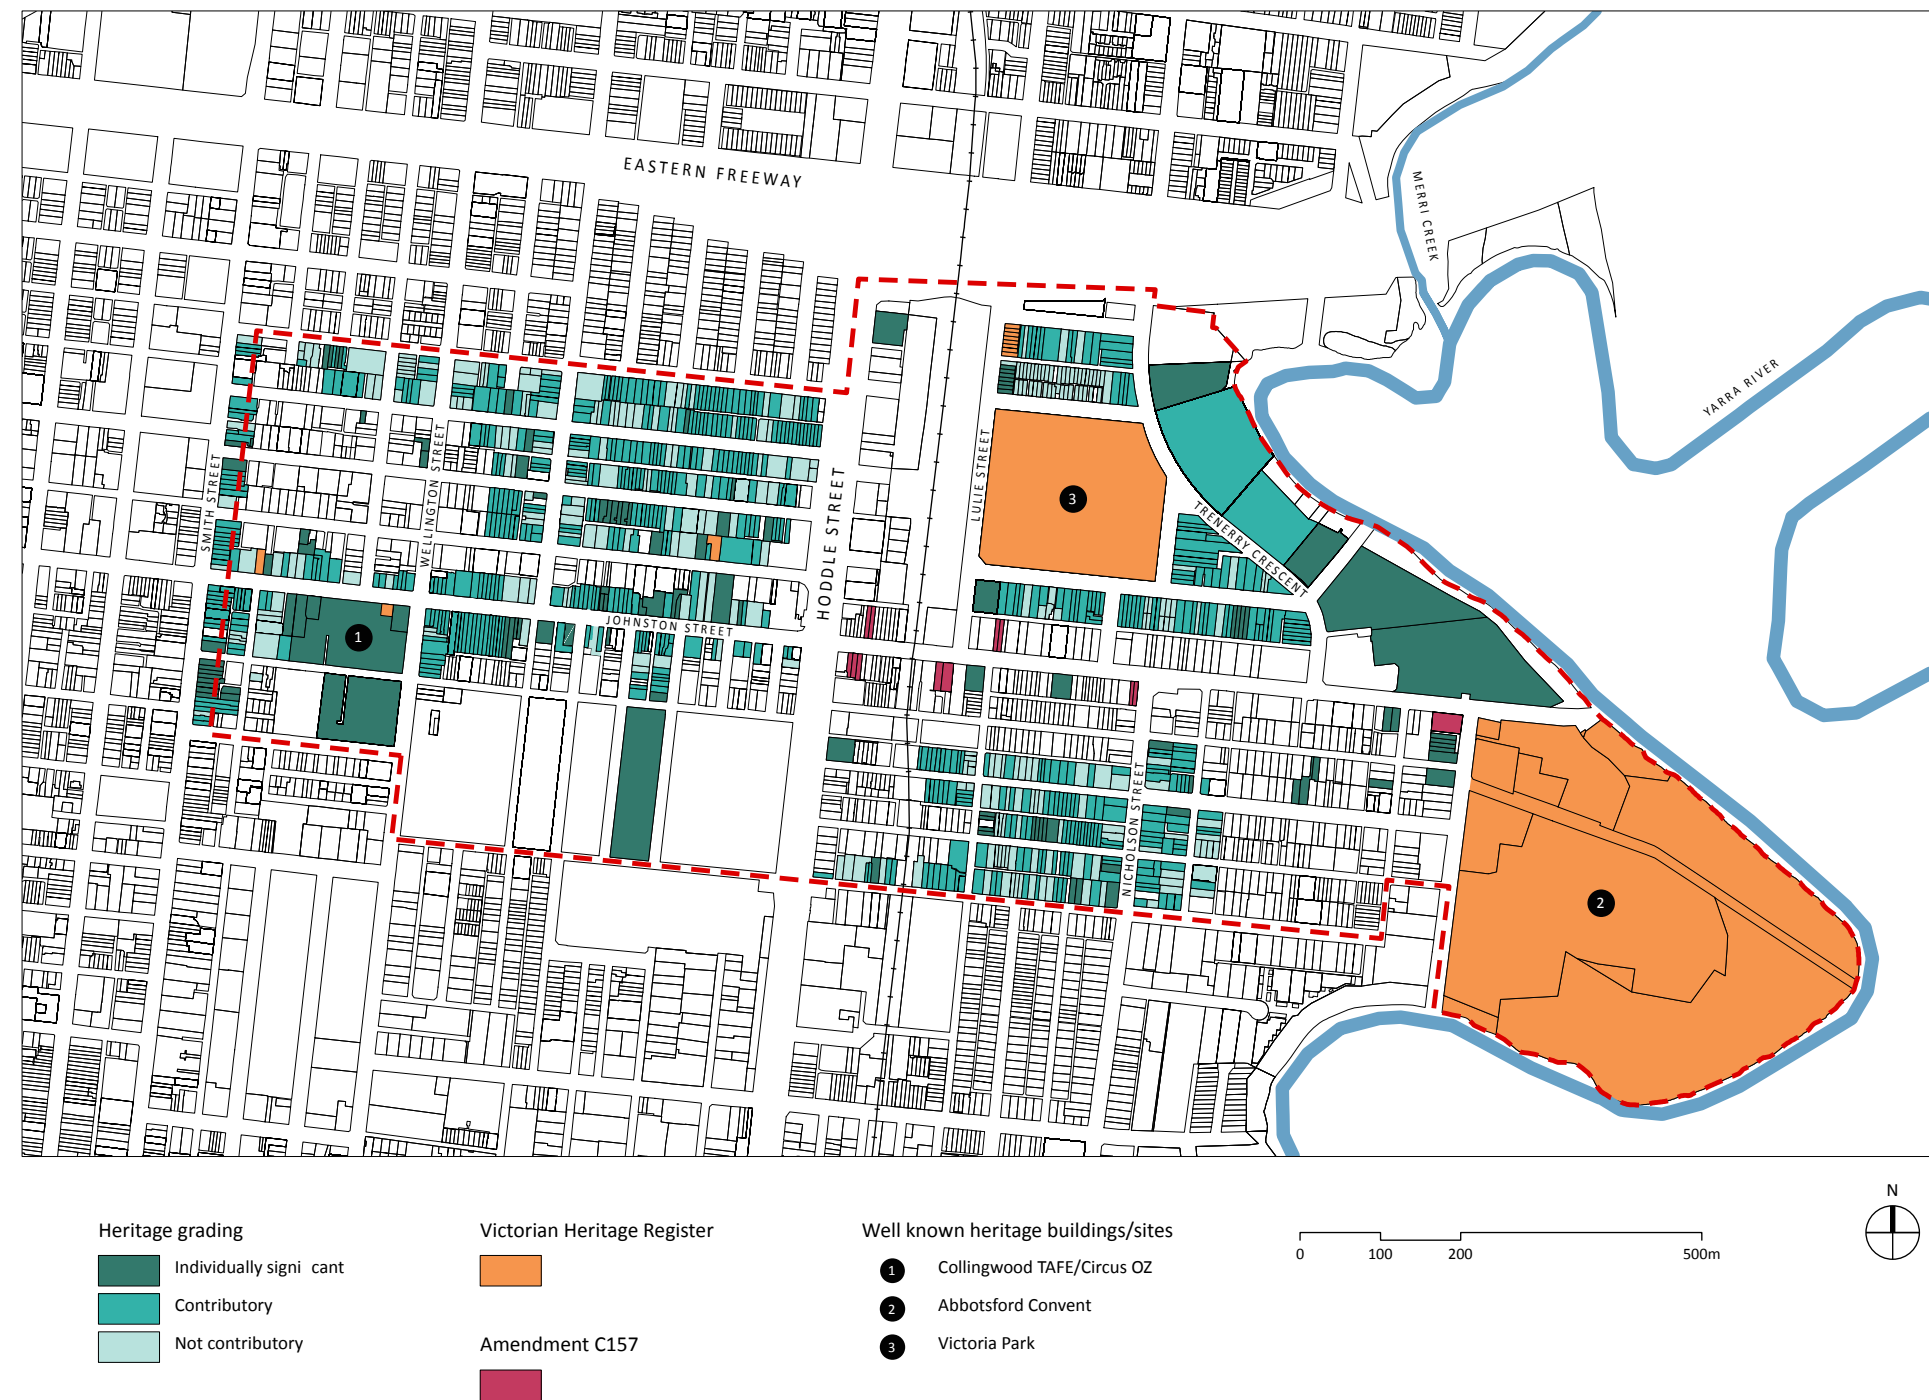 EASTERN FREEWAY
MERRI CREEK
YARRA RIVER
SMITH STREET
WELLINGTON STREET
HODDLE STREET
LULIE STREET
3
TRENERRY CRESCENT
JOHNSTON STREET
1
NICHOLSON STREET
2
N
Heritage grading
Individually signi cant
Contributory
Not contributory
Victorian Heritage Register
Amendment C157
Well known heritage buildings/sites
1 Collingwood TAFE/Circus OZ
2 Abbotsford Convent
3 Victoria Park
0 100 200 500m